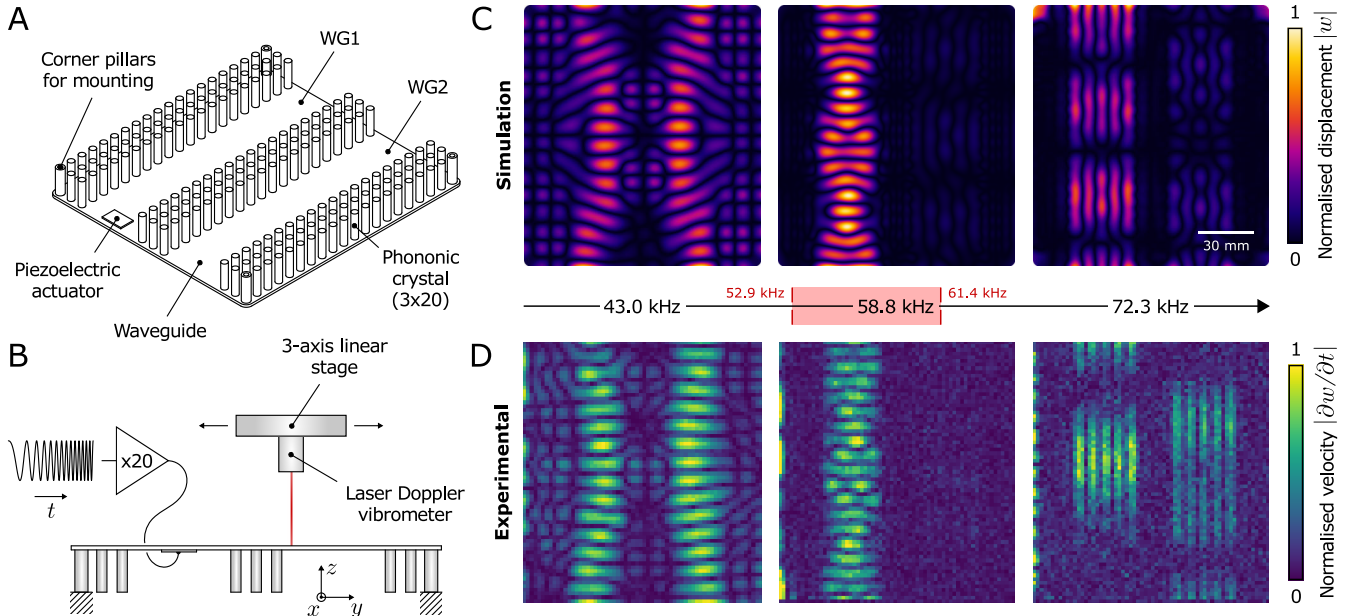 A
Corner pillars
for mounting
WG1
WG2
Piezoelectric
actuator
Waveguide
Phononic
crystal
(3x20)
B
3-axis linear
stage
x20
t
Laser Doppler
vibrometer
z
x
y
C
Simulation
30 mm
1
0
Normalised displacement |w|
43.0 kHz
52.9 kHz
58.8 kHz
61.4 kHz
72.3 kHz
D
Experimental
1
0
Normalised velocity |∂w/∂t|